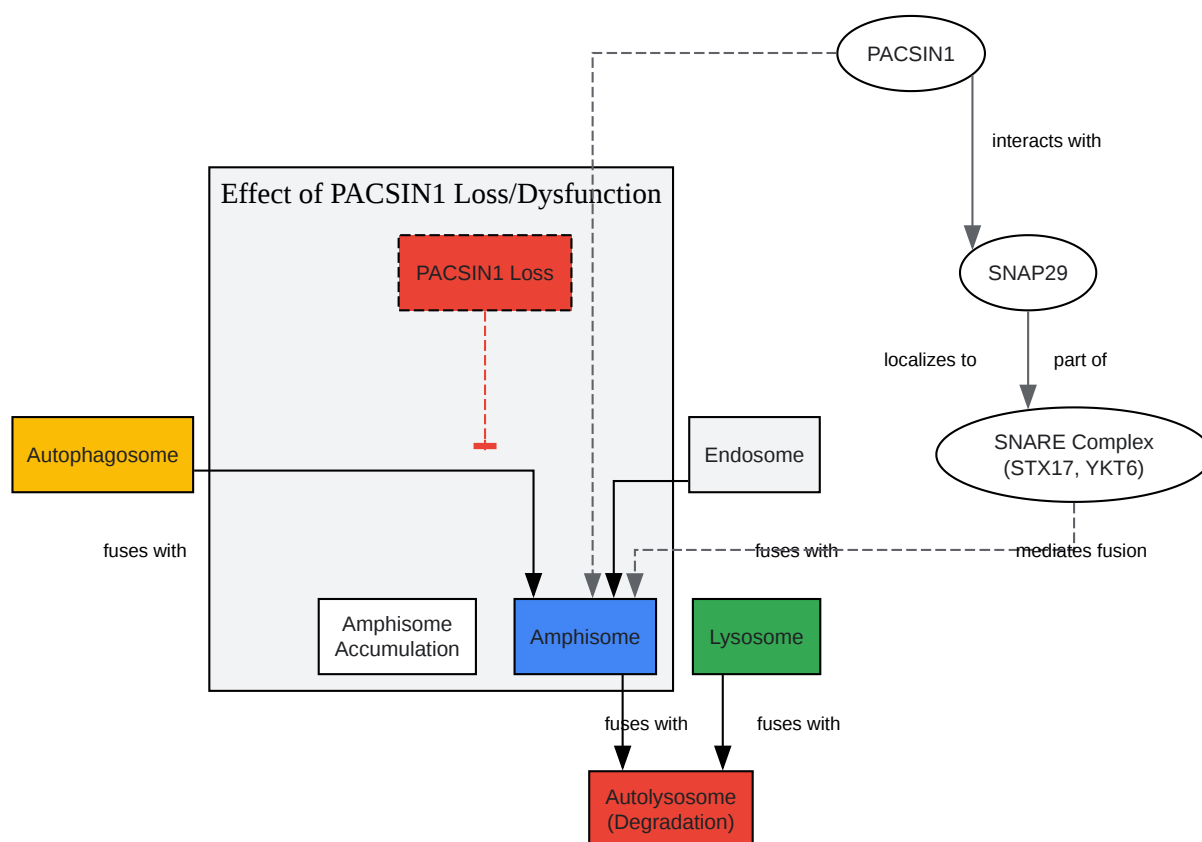 PACSIN1
interacts with
Effect of PACSIN1 Loss/Dysfunction
PACSIN1 Loss
SNAP29
localizes to
part of
Autophagosome
Endosome
SNARE Complex
(STX17, YKT6)
fuses with
fuses with
mediates fusion
Amphisome
Accumulation
Amphisome
Lysosome
fuses with
fuses with
Autolysosome
(Degradation)